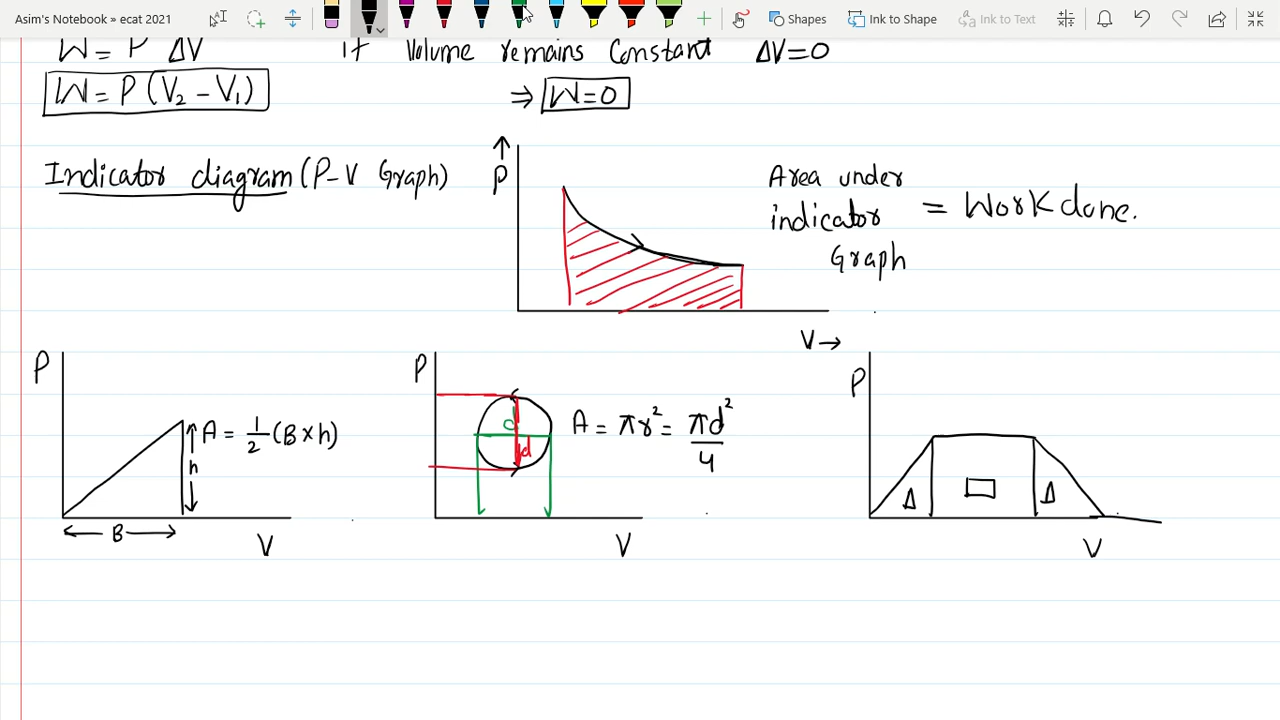 Asim's Notebook » ecat 2021
Shapes
Ink to Shape
Ink to Text
W = P ΔV If Volume remains Constant ΔV=0
W = P (V₂ - V₁) ⇒ W=0
Indicator diagram (P-V Graph)
P
Area under
indicator = Work done.
Graph
V →
P
A = 1/2 (B×h)
h
B
V
P
d
d
A = πr² = πd²/4
V
P
Δ
Δ
V